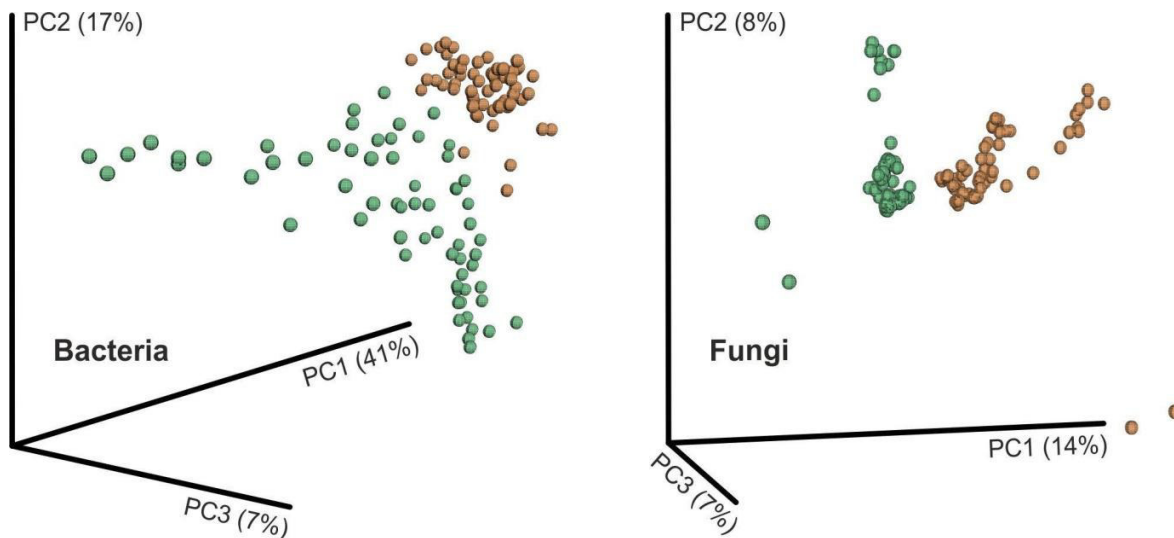 PC2 (17%)
Bacteria
PC1 (41%)
PC3 (7%)
PC2 (8%)
Fungi
PC1 (14%)
PC3 (7%)